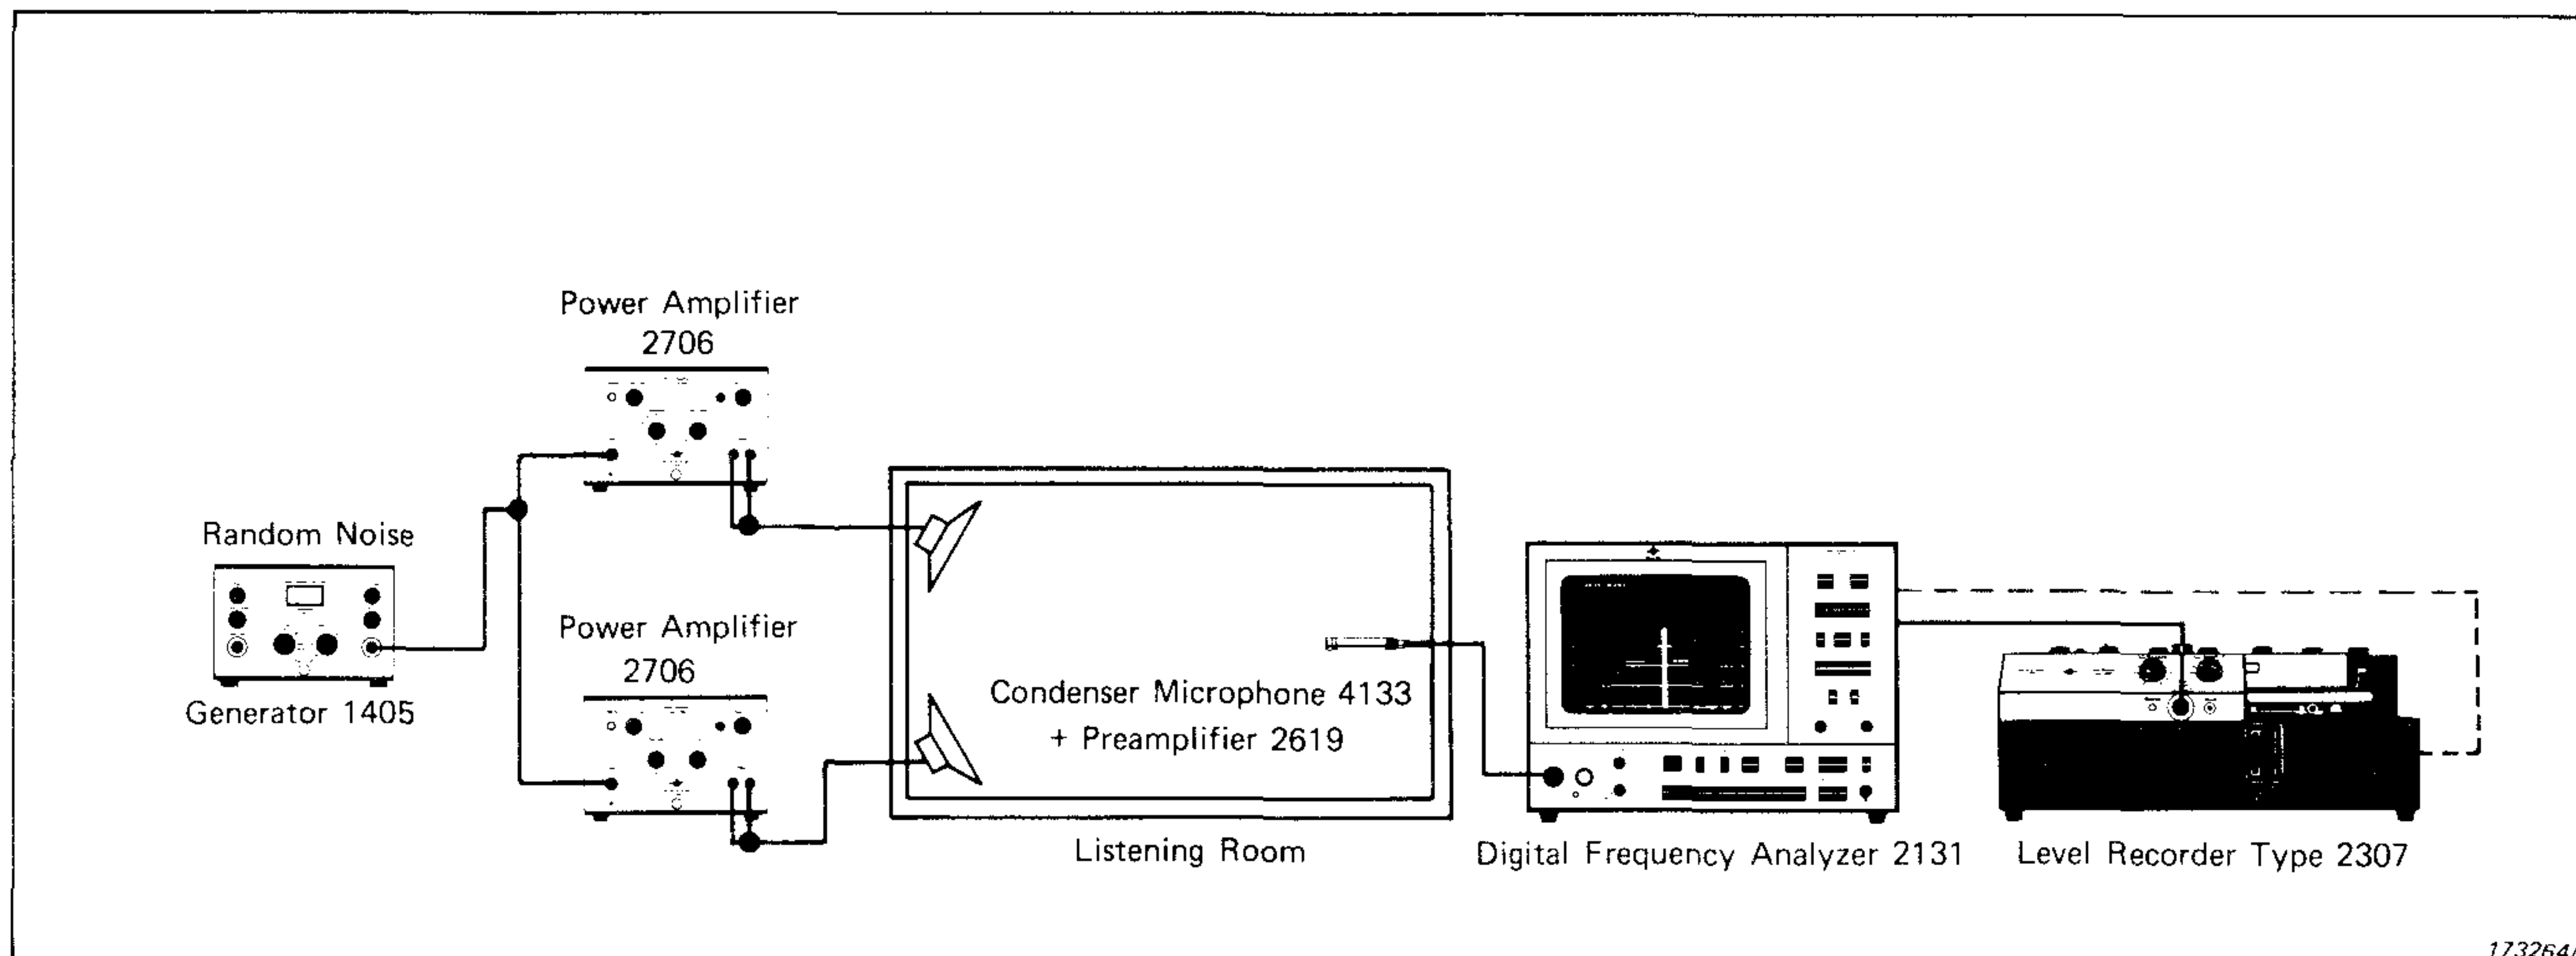 Power Amplifier
2706
Random Noise
Generator 1405
Power Amplifier
2706
Condenser Microphone 4133
+ Preamplifier 2619
Listening Room
Digital Frequency Analyzer 2131
Level Recorder Type 2307